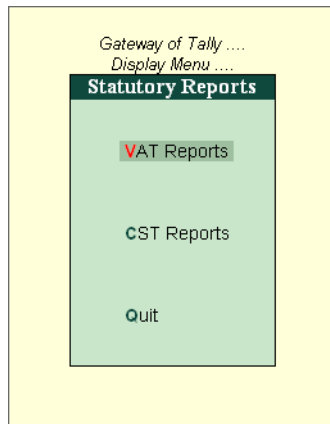 Gateway of Tally ....
Display Menu ....
Statutory Reports
VAT Reports
CST Reports
Quit